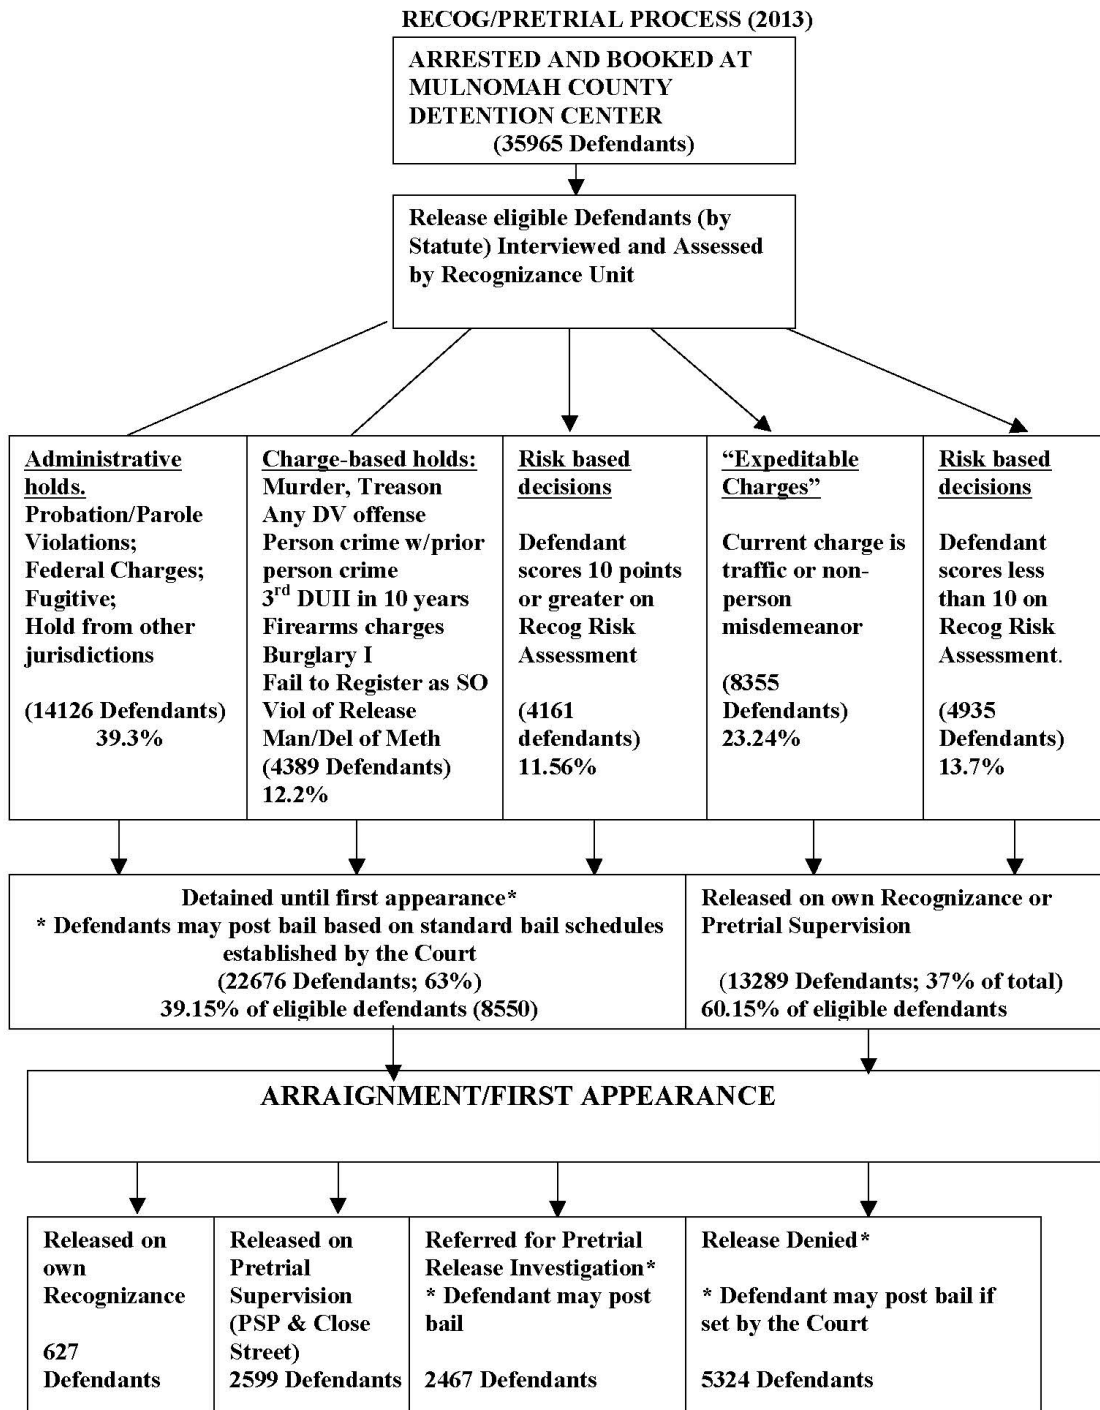 RECOG/PRETRIAL PROCESS (2013)
ARRESTED AND BOOKED AT
MULNOMAH COUNTY
DETENTION CENTER
(35965 Defendants)
Release eligible Defendants (by
Statute) Interviewed and Assessed
by Recognizance Unit
Administrative
holds.
Probation/Parole
Violations;
Federal Charges;
Fugitive;
Hold from other
jurisdictions
(14126 Defendants)
39.3%
Charge-based holds:
Murder, Treason
Any DV offense
Person crime w/prior
person crime
3rd DUII in 10 years
Firearms charges
Burglary I
Fail to Register as SO
Viol of Release
Man/Del of Meth
(4389 Defendants)
12.2%
Risk based
decisions
Defendant
scores 10 points
or greater on
Recog Risk
Assessment
(4161
defendants)
11.56%
“Expeditable
Charges”
Current charge is
traffic or non-
person
misdemeanor
(8355
Defendants)
23.24%
Risk based
decisions
Defendant
scores less
than 10 on
Recog Risk
Assessment.
(4935
Defendants)
13.7%
Detained until first appearance*
* Defendants may post bail based on standard bail schedules
established by the Court
(22676 Defendants; 63%)
39.15% of eligible defendants (8550)
Released on own Recognizance or
Pretrial Supervision
(13289 Defendants; 37% of total)
60.15% of eligible defendants
ARRAIGNMENT/FIRST APPEARANCE
Released on
own
Recognizance
627
Defendants
Released on
Pretrial
Supervision
(PSP & Close
Street)
2599 Defendants
Referred for Pretrial
Release Investigation*
* Defendant may post
bail
2467 Defendants
Release Denied*
* Defendant may post bail if
set by the Court
5324 Defendants